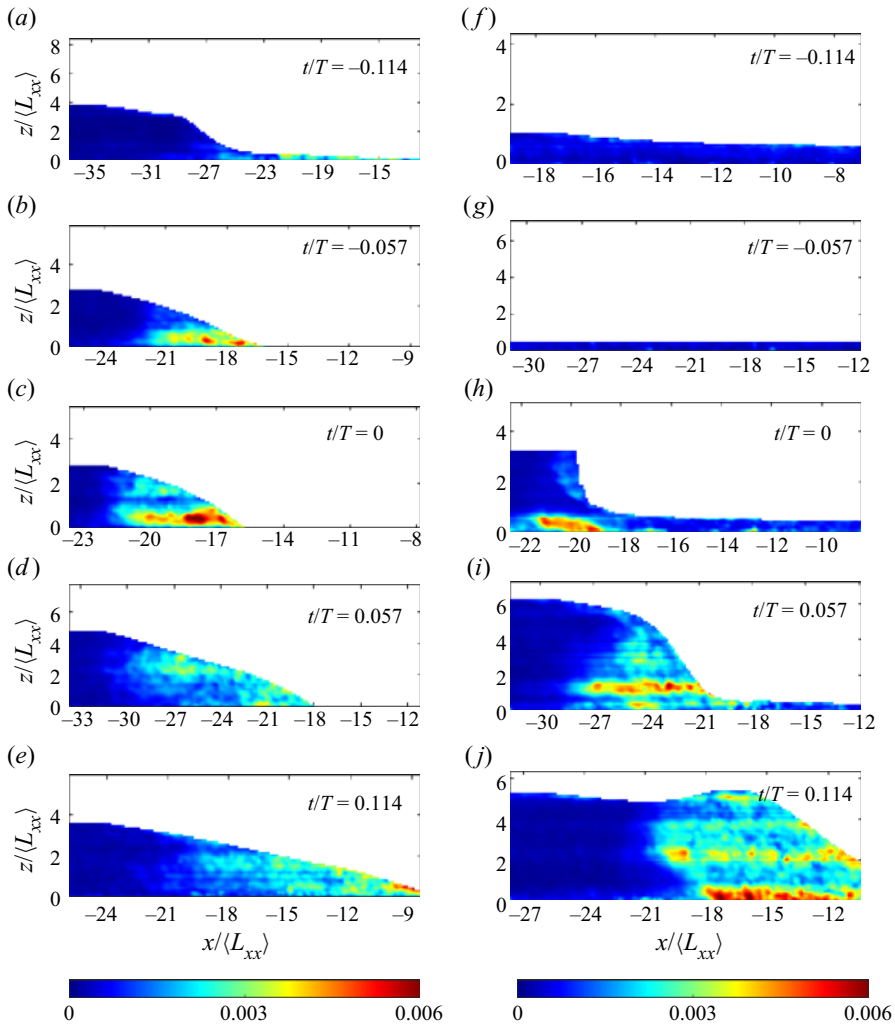 (a)
t/T = –0.114
z/⟨Lxx⟩
8
6
4
2
0
–35 –31 –27 –23 –19 –15
(f)
t/T = –0.114
4
2
0
–18 –16 –14 –12 –10 –8
(b)
t/T = –0.057
z/⟨Lxx⟩
4
2
0
–24 –21 –18 –15 –12 –9
(g)
t/T = –0.057
6
4
2
0
–30 –27 –24 –21 –18 –15 –12
(c)
t/T = 0
z/⟨Lxx⟩
4
2
0
–23 –20 –17 –14 –11 –8
(h)
t/T = 0
4
2
0
–22 –20 –18 –16 –14 –12 –10
(d)
t/T = 0.057
z/⟨Lxx⟩
6
4
2
0
–33 –30 –27 –24 –21 –18 –15 –12
(i)
t/T = 0.057
6
4
2
0
–30 –27 –24 –21 –18 –15 –12
(e)
t/T = 0.114
z/⟨Lxx⟩
4
2
0
–24 –21 –18 –15 –12 –9
x/⟨Lxx⟩
(j)
t/T = 0.114
6
4
2
0
–27 –24 –21 –18 –15 –12
x/⟨Lxx⟩
0 0.003 0.006
0 0.003 0.006